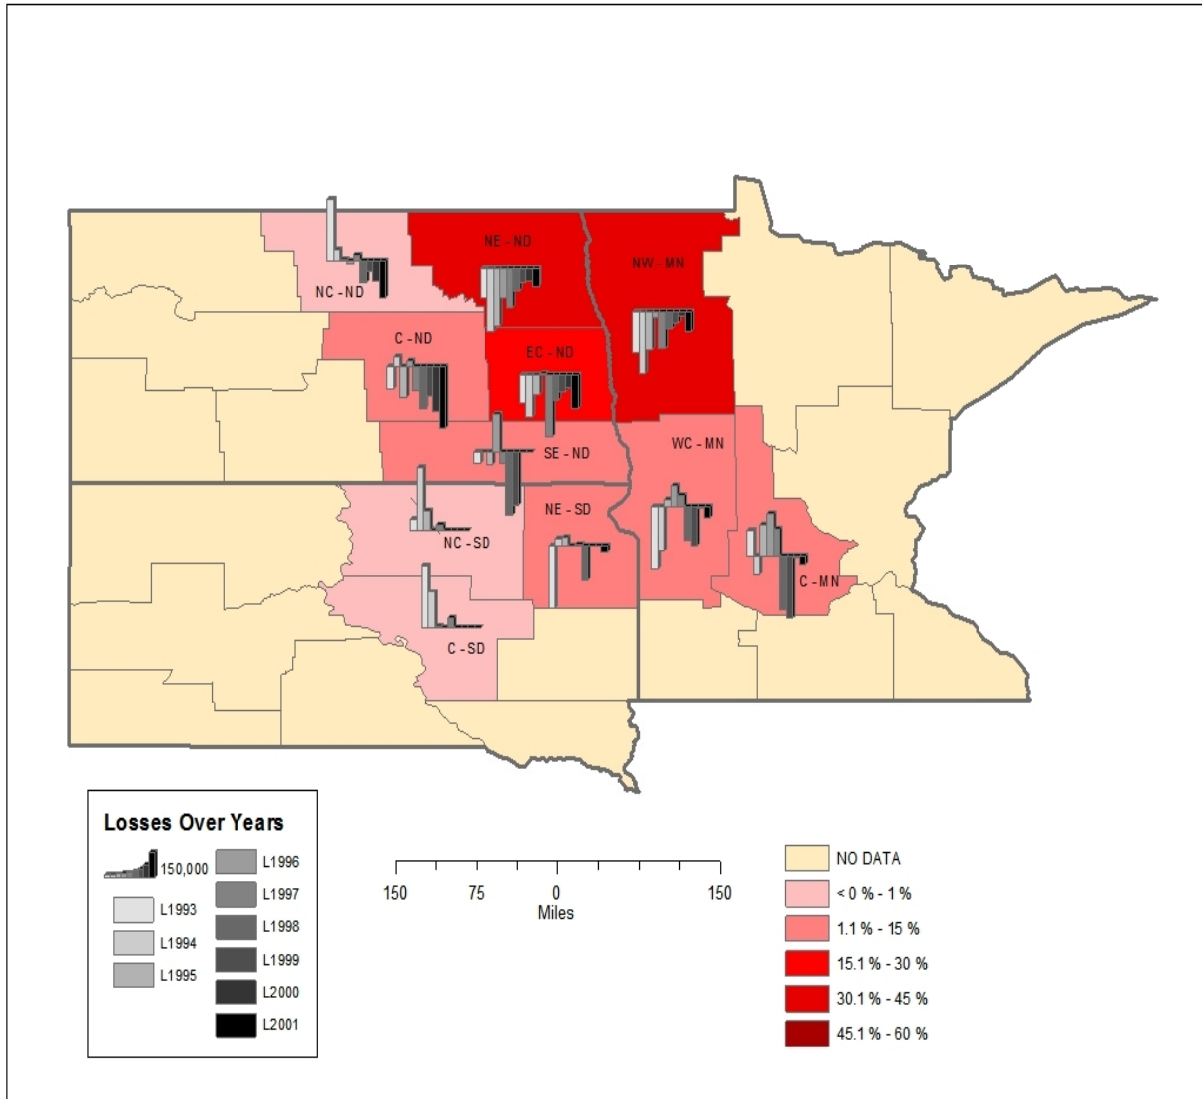 NE - ND
NW - MN
NC - ND
C - ND
EC - ND
WC - MN
SE - ND
NE - SD
NC - SD
C - MN
C - SD
Losses Over Years
150,000
L1993
L1994
L1995
L1996
L1997
L1998
L1999
L2000
L2001
150 75 0 150
Miles
NO DATA
< 0 % - 1 %
1.1 % - 15 %
15.1 % - 30 %
30.1 % - 45 %
45.1 % - 60 %